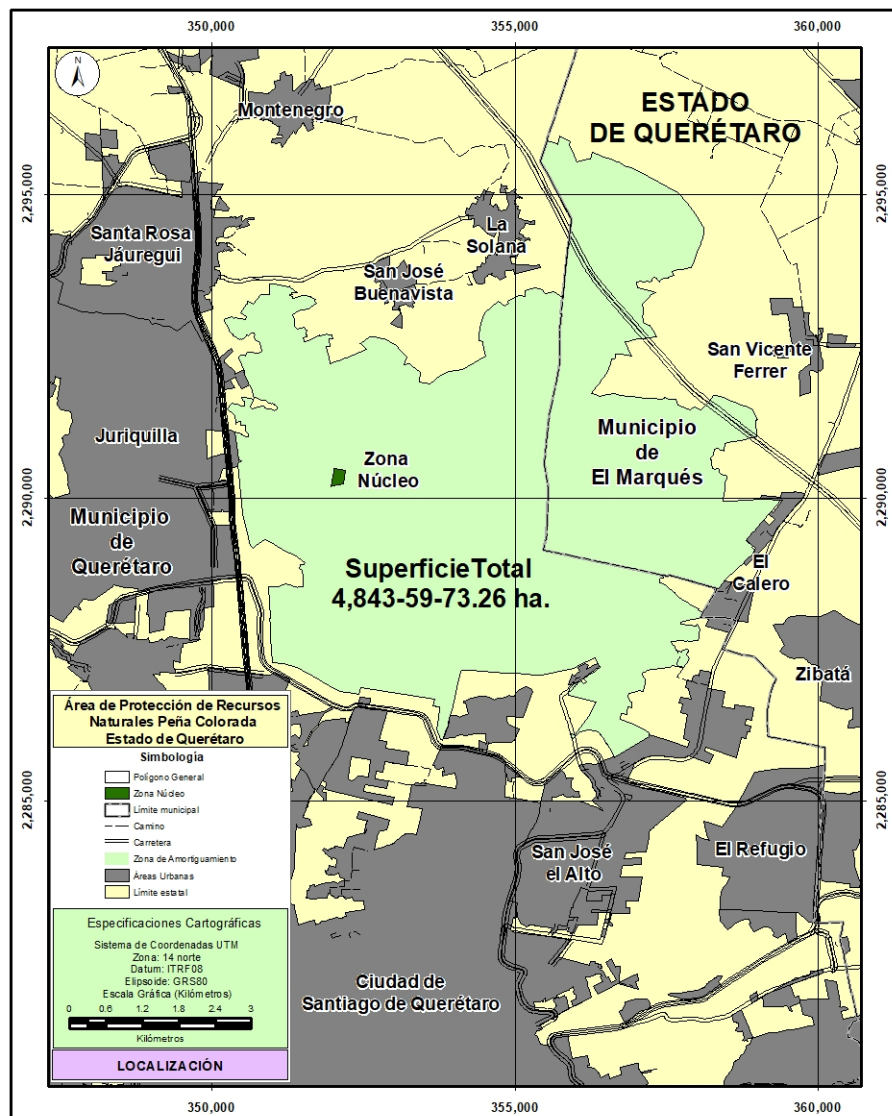 350,000
355,000
360,000
N
ESTADO
DE QUERÉTARO
Montenegro
2,295,000
2,295,000
La
Solana
Santa Rosa
Jáuregui
San José
Buenavista
San Vicente
Ferrer
Juriquilla
Zona
Núcleo
Municipio
de
El Marqués
2,290,000
2,290,000
Municipio
de
Querétaro
SuperficieTotal
4,843-59-73.26 ha.
El
Calero
Zibatá
Área de Protección de Recursos
Naturales Peña Colorada
Estado de Querétaro
Simbología
Polígono General
Zona Núcleo
Límite municipal
Camino
Carretera
Zona de Amortiguamiento
Áreas Urbanas
Límite estatal
2,285,000
2,285,000
San José
el Alto
El Refugio
Especificaciones Cartográficas
Sistema de Coordenadas UTM
Zona: 14 norte
Datum: ITRF08
Elipsoide: GRS80
Escala Gráfica (Kilómetros)
0 0.6 1.2 1.8 2.4 3
Kilómetros
LOCALIZACIÓN
Ciudad de
Santiago de Querétaro
350,000
355,000
360,000